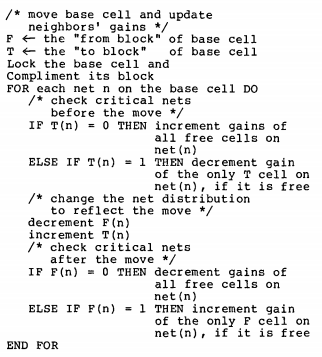 /* move base cell and update
neighbors' gains */
F ← the "from block" of base cell
T ← the "to block" of base cell
Lock the base cell and
Compliment its block
FOR each net n on the base cell DO
/* check critical nets
before the move */
IF T(n) = 0 THEN increment gains of
all free cells on
net(n)
ELSE IF T(n) = 1 THEN decrement gain
of the only T cell on
net(n), if it is free
/* change the net distribution
to reflect the move */
decrement F(n)
increment T(n)
/* check critical nets
after the move */
IF F(n) = 0 THEN decrement gains of
all free cells on
net(n)
ELSE IF F(n) = 1 THEN increment gain
of the only F cell on
net(n), if it is free
END FOR